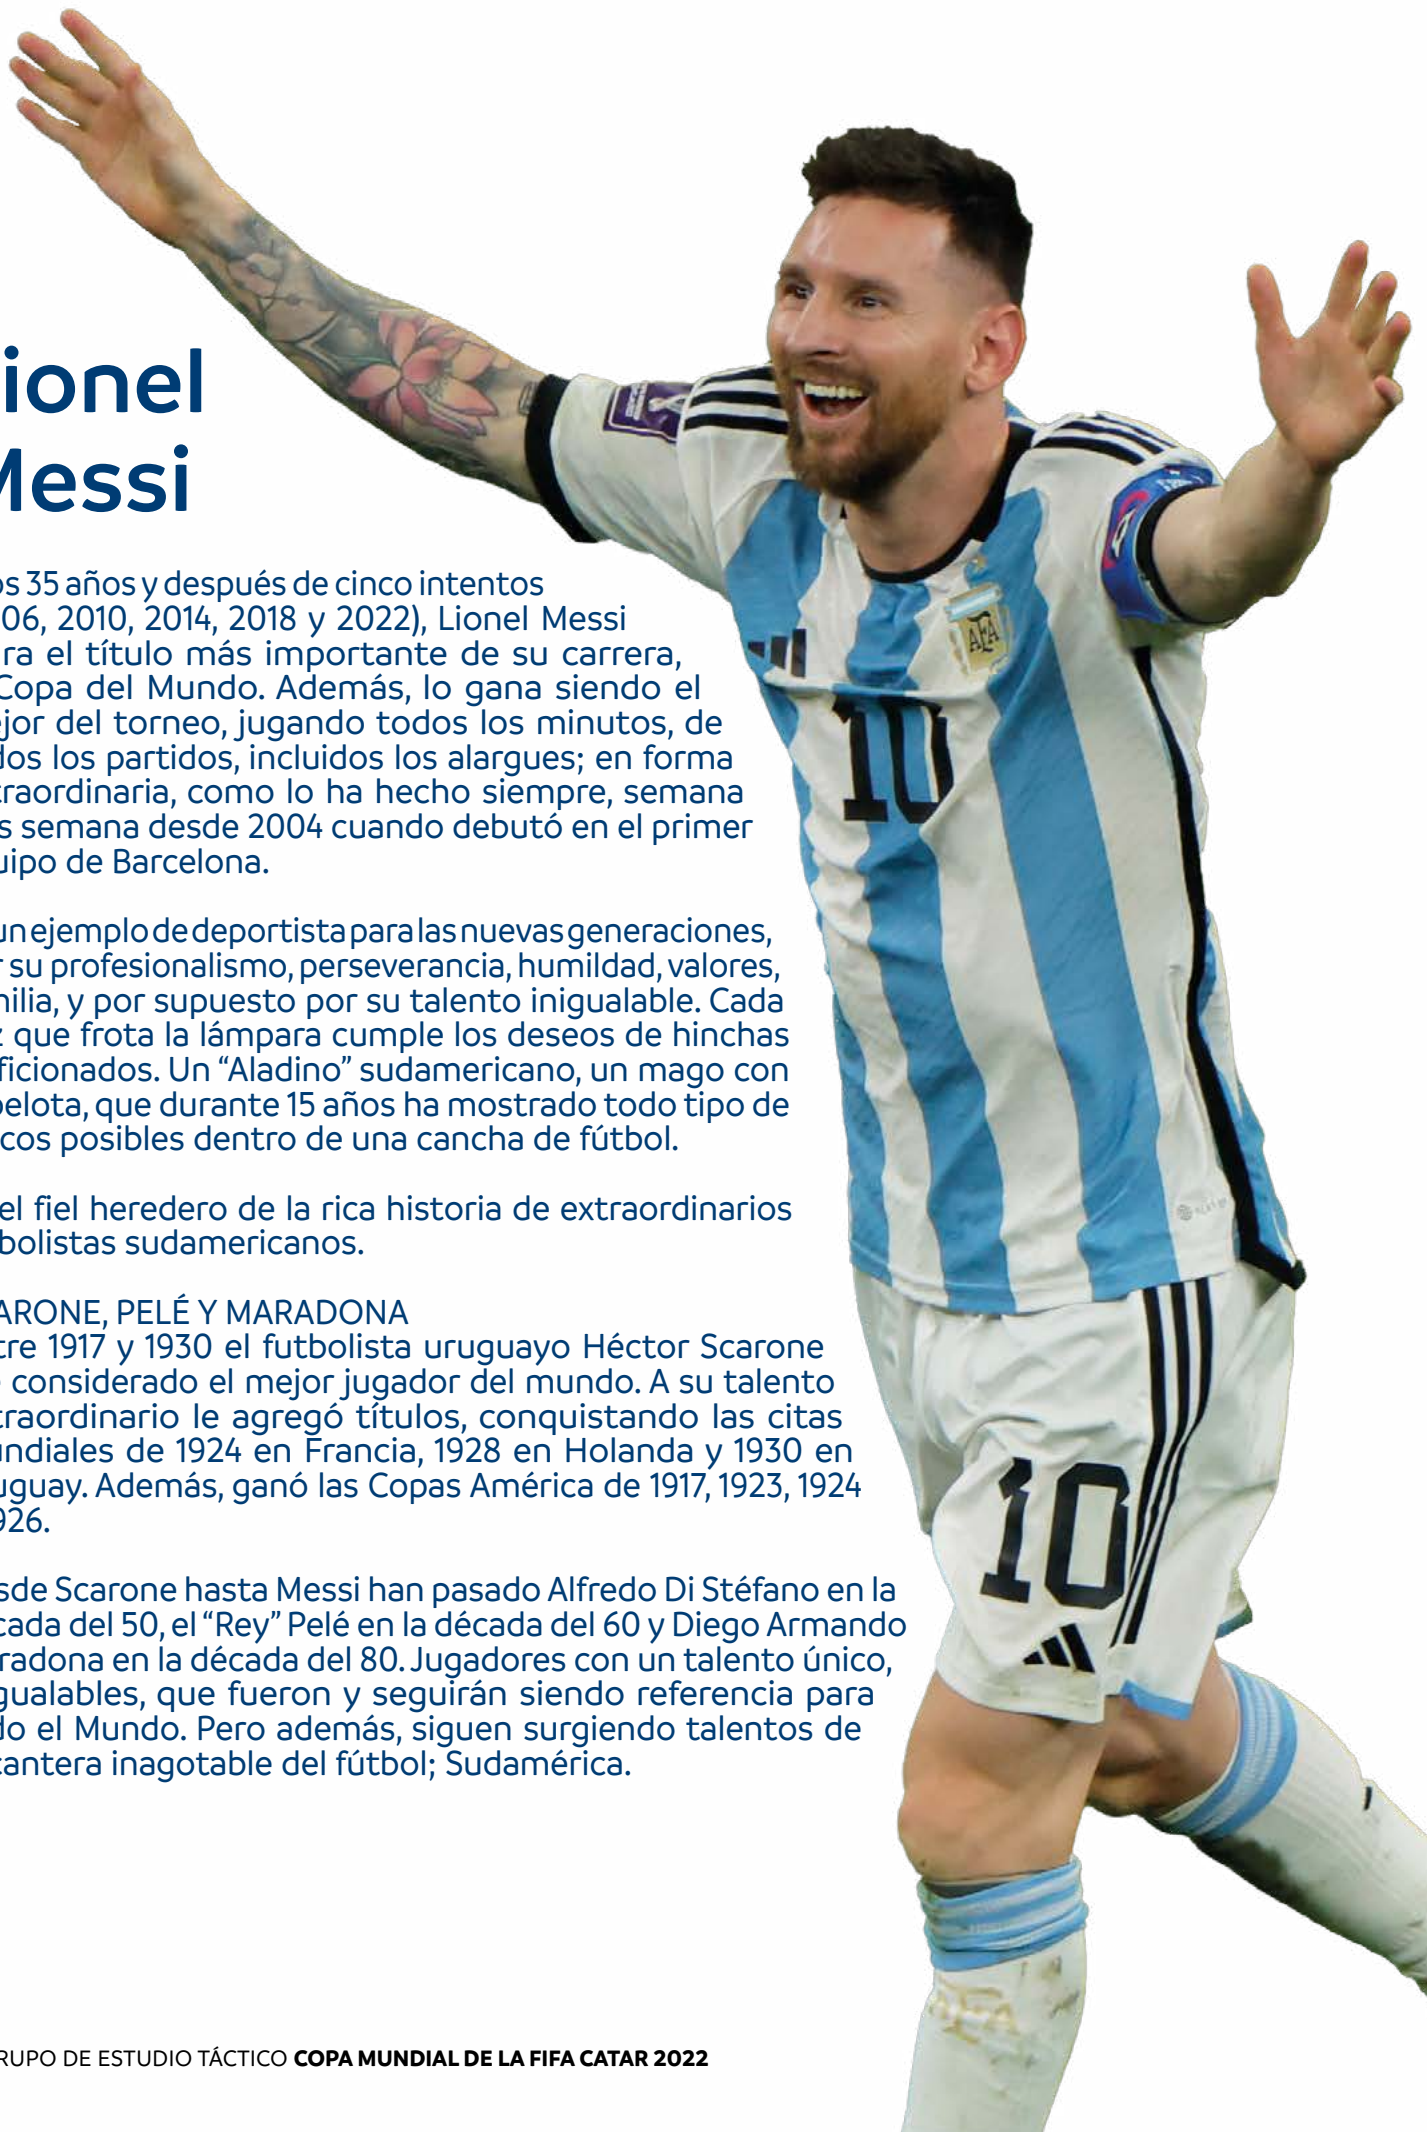 ionel
Messi
os 35 años y después de cinco intentos
06, 2010, 2014, 2018 y 2022), Lionel Messi
ra el título más importante de su carrera,
Copa del Mundo. Además, lo gana siendo el
ejor del torneo, jugando todos los minutos, de
dos los partidos, incluidos los alargues; en forma
traordinaria, como lo ha hecho siempre, semana
s semana desde 2004 cuando debutó en el primer
uipo de Barcelona.
un ejemplo de deportista para las nuevas generaciones,
r su profesionalismo, perseverancia, humildad, valores,
milia, y por supuesto por su talento inigualable. Cada
z que frota la lámpara cumple los deseos de hinchas
ficionados. Un “Aladino” sudamericano, un mago con
pelota, que durante 15 años ha mostrado todo tipo de
cos posibles dentro de una cancha de fútbol.
el fiel heredero de la rica historia de extraordinarios
bolistas sudamericanos.
ARONE, PELÉ Y MARADONA
tre 1917 y 1930 el futbolista uruguayo Héctor Scarone
e considerado el mejor jugador del mundo. A su talento
traordinario le agregó títulos, conquistando las citas
undiales de 1924 en Francia, 1928 en Holanda y 1930 en
uguay. Además, ganó las Copas América de 1917, 1923, 1924
926.
sde Scarone hasta Messi han pasado Alfredo Di Stéfano en la
cada del 50, el “Rey” Pelé en la década del 60 y Diego Armando
radona en la década del 80. Jugadores con un talento único,
gualables, que fueron y seguirán siendo referencia para
do el Mundo. Pero además, siguen surgiendo talentos de
cantera inagotable del fútbol; Sudamérica.
AFA
10
10
AFA
RUPO DE ESTUDIO TÁCTICO COPA MUNDIAL DE LA FIFA CATAR 2022